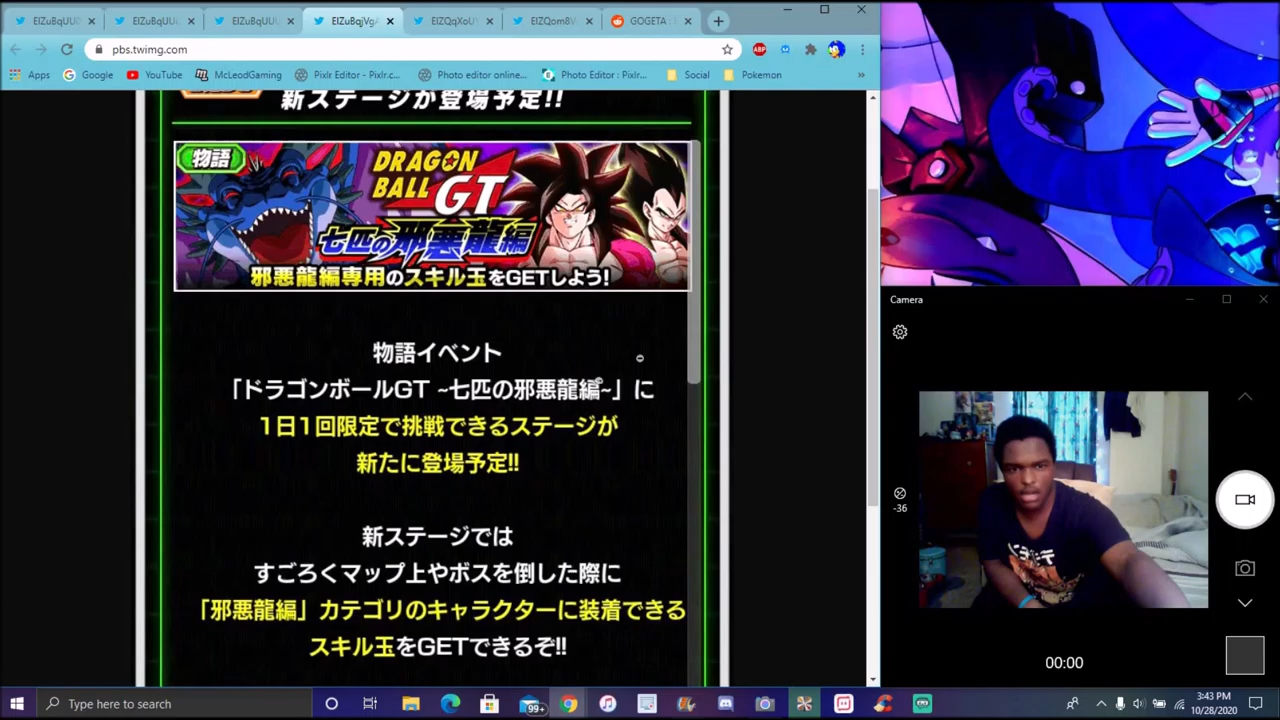 EIZuBqUU
EIZuBqUU
EIZuBqUUU
EIZuBqjVgA
EIZQqXoU
EIZQom8V
GOGETA :
pbs.twimg.com
ABP
Apps
Google
YouTube
McLeodGaming
Pixlr Editor - Pixlr.c...
Photo editor online...
Photo Editor : Pixlr...
Social
Pokemon
»
新ステージが登場予定!!
物語
DRAGON
BALL
GT
七匹の邪悪龍編
邪悪龍編専用のスキル玉をGETしよう!
物語イベント
「ドラゴンボールGT ~七匹の邪悪龍編~」に
1日1回限定で挑戦できるステージが
新たに登場予定!!
新ステージでは
すごろくマップ上やボスを倒した際に
「邪悪龍編」カテゴリのキャラクターに装着できる
スキル玉をGETできるぞ!!
Camera
-36
00:00
Type here to search
99+
3:43 PM
10/28/2020